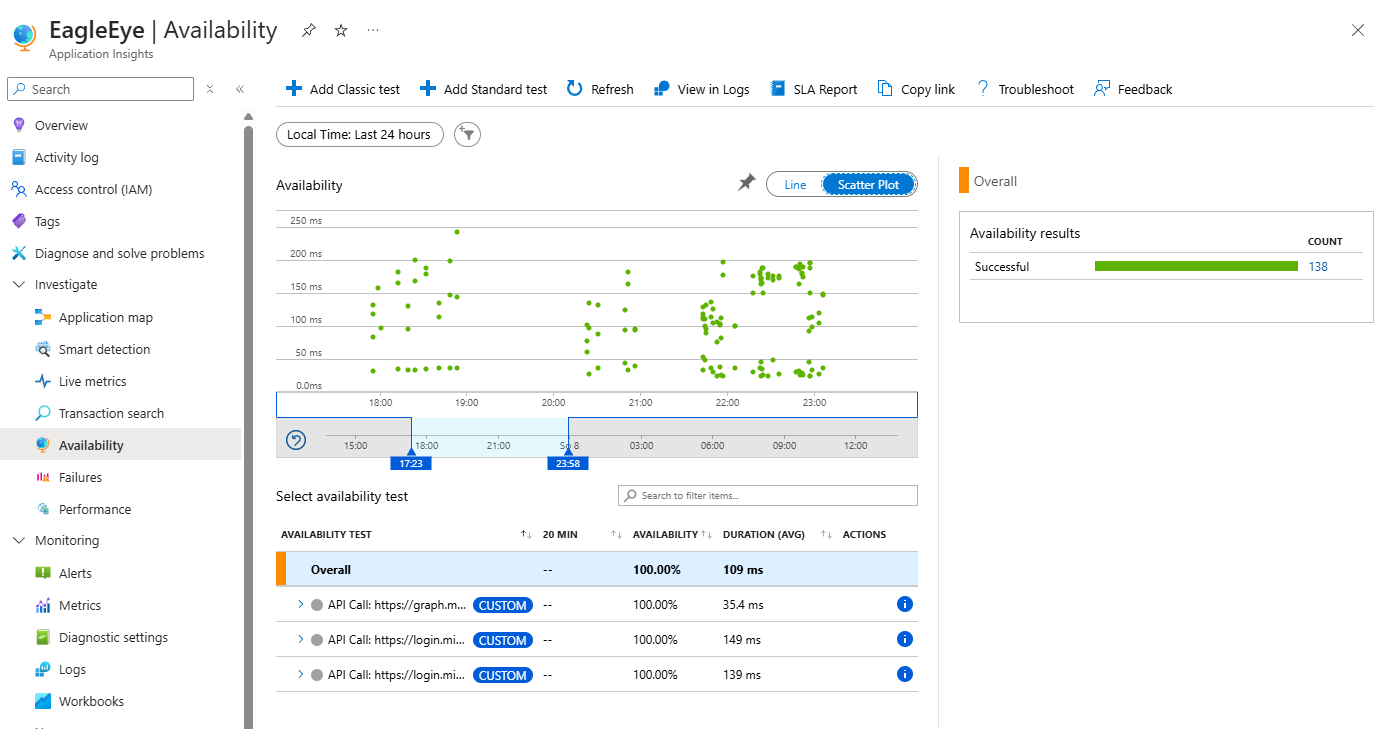 EagleEye | Availability
Application Insights
Search
Add Classic test
Add Standard test
Refresh
View in Logs
SLA Report
Copy link
Troubleshoot
Feedback
Overview
Activity log
Access control (IAM)
Tags
Diagnose and solve problems
Investigate
Application map
Smart detection
Live metrics
Transaction search
Availability
Failures
Performance
Monitoring
Alerts
Metrics
Diagnostic settings
Logs
Workbooks
Local Time: Last 24 hours
Availability
Line
Scatter Plot
250 ms
200 ms
150 ms
100 ms
50 ms
0.0ms
18:00 19:00 20:00 21:00 22:00 23:00
15:00 18:00 21:00 8 03:00 06:00 09:00 12:00
17:23 23:58
Select availability test
Search to filter items...
AVAILABILITY TEST 20 MIN AVAILABILITY DURATION (AVG) ACTIONS
Overall -- 100.00% 109 ms
API Call: https://graph.m... CUSTOM -- 100.00% 35.4 ms
API Call: https://login.mi... CUSTOM -- 100.00% 149 ms
API Call: https://login.mi... CUSTOM -- 100.00% 139 ms
Overall
Availability results
COUNT
Successful 138